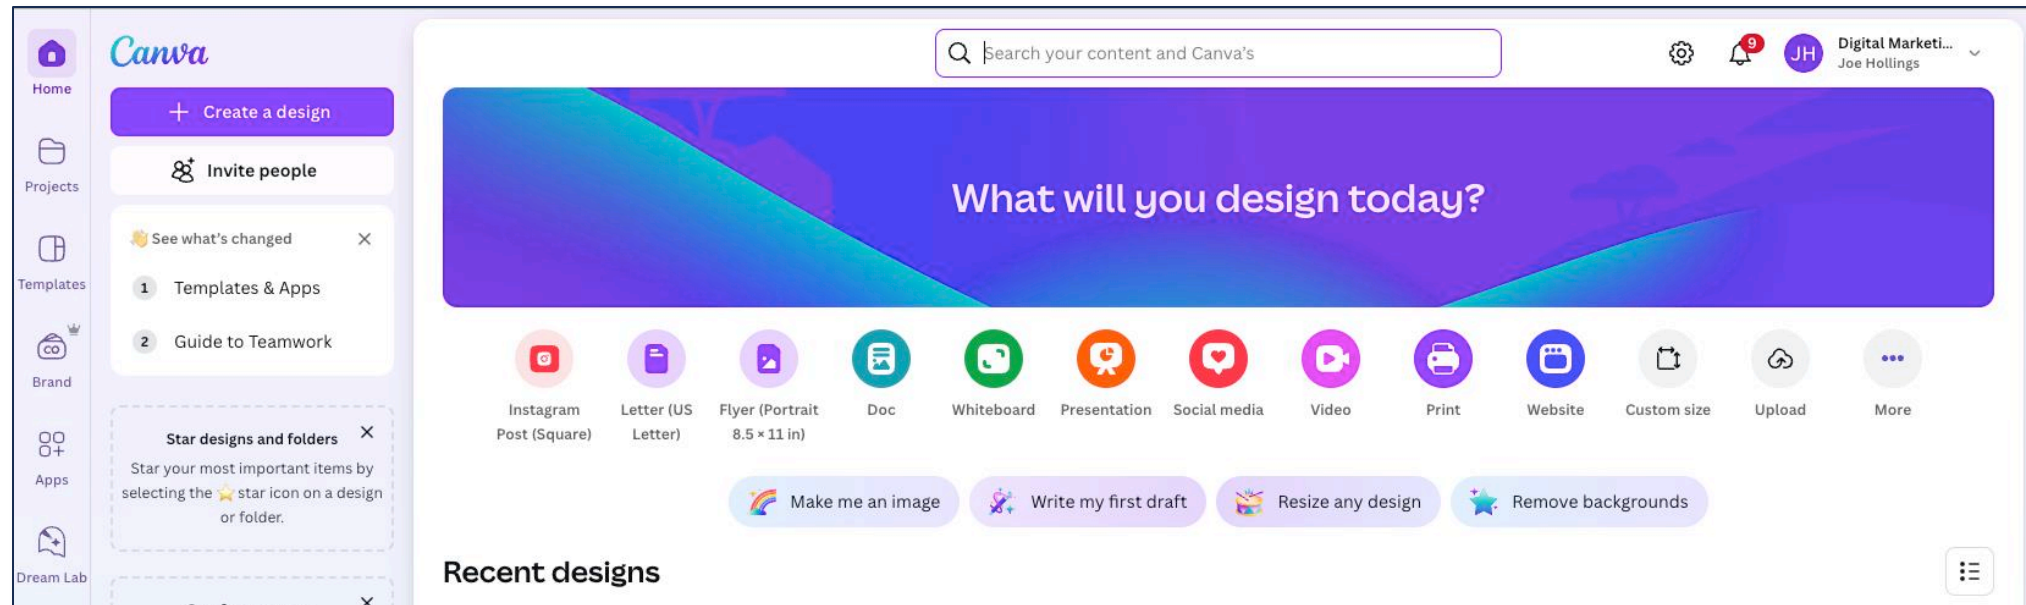 Home
Projects
Templates
CO
Brand
Apps
Dream Lab
Canva
+ Create a design
Invite people
👋 See what's changed
1 Templates & Apps
2 Guide to Teamwork
Star designs and folders
Star your most important items by
selecting the ⭐ star icon on a design
or folder.
Search your content and Canva's
9
JH
Digital Marketi...
Joe Hollings
What will you design today?
Instagram
Post (Square)
Letter (US
Letter)
Flyer (Portrait
8.5 × 11 in)
Doc
Whiteboard
Presentation
Social media
Video
Print
Website
Custom size
Upload
More
Make me an image
Write my first draft
Resize any design
Remove backgrounds
Recent designs